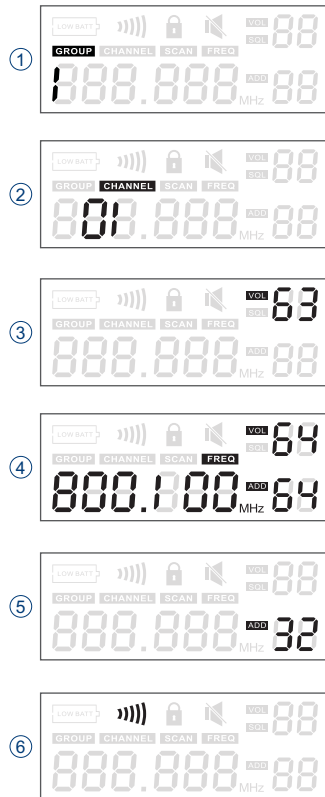 1
LOW BATT VOL 88
SQL
GROUP CHANNEL SCAN FREQ
1 MHz ADD 88
2
LOW BATT VOL 88
SQL
GROUP CHANNEL SCAN FREQ
01 MHz ADD 88
3
LOW BATT VOL 63
SQL
GROUP CHANNEL SCAN FREQ
888.888 MHz ADD 88
4
LOW BATT VOL 64
SQL
GROUP CHANNEL SCAN FREQ
800.100 MHz ADD 64
5
LOW BATT VOL 88
SQL
GROUP CHANNEL SCAN FREQ
888.888 MHz ADD 32
6
LOW BATT VOL 88
SQL
GROUP CHANNEL SCAN FREQ
888.888 MHz ADD 88